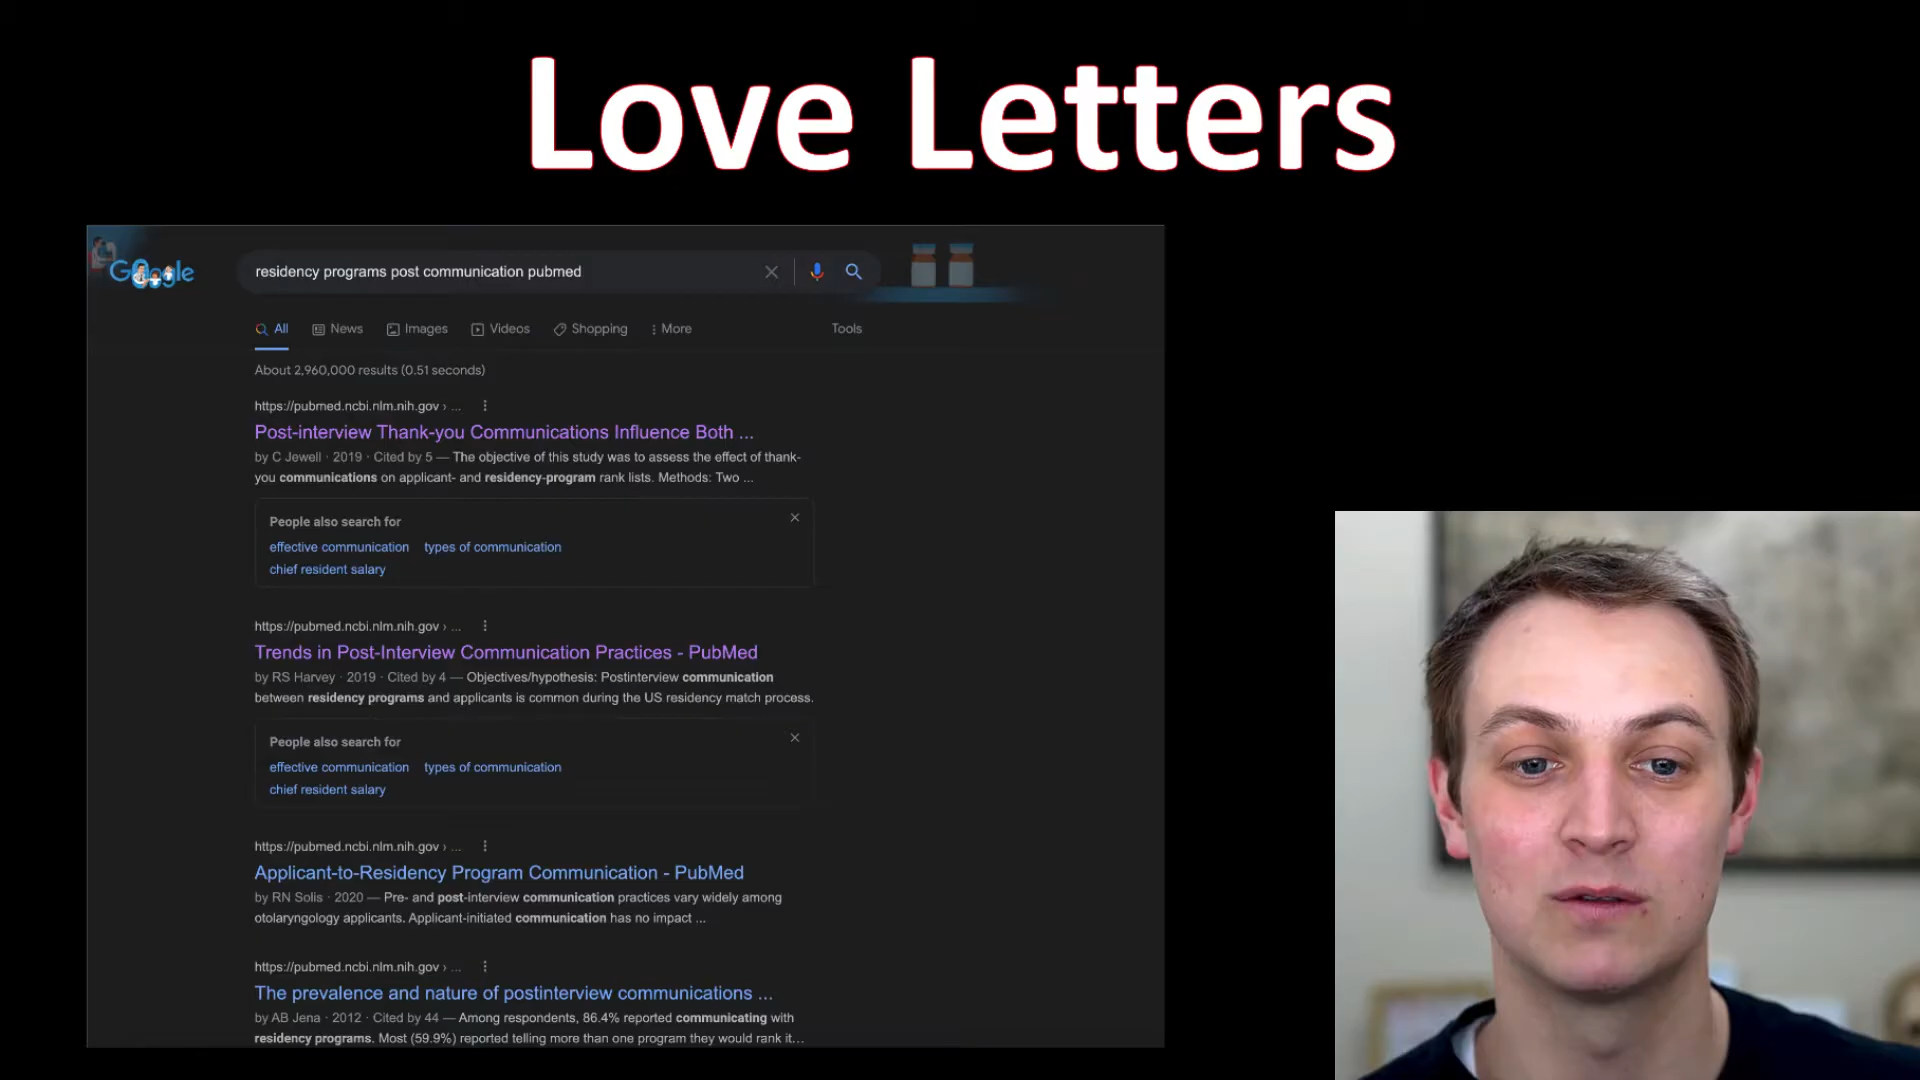 Love Letters
Google
residency programs post communication pubmed
All News Images Videos Shopping More Tools
About 2,960,000 results (0.51 seconds)
https://pubmed.ncbi.nlm.nih.gov › ...
Post-interview Thank-you Communications Influence Both ...
by C Jewell · 2019 · Cited by 5 — The objective of this study was to assess the effect of thank-
you communications on applicant- and residency-program rank lists. Methods: Two ...
People also search for
effective communication types of communication
chief resident salary
https://pubmed.ncbi.nlm.nih.gov › ...
Trends in Post-Interview Communication Practices - PubMed
by RS Harvey · 2019 · Cited by 4 — Objectives/hypothesis: Postinterview communication
between residency programs and applicants is common during the US residency match process.
People also search for
effective communication types of communication
chief resident salary
https://pubmed.ncbi.nlm.nih.gov › ...
Applicant-to-Residency Program Communication - PubMed
by RN Solis · 2020 — Pre- and post-interview communication practices vary widely among
otolaryngology applicants. Applicant-initiated communication has no impact ...
https://pubmed.ncbi.nlm.nih.gov › ...
The prevalence and nature of postinterview communications ...
by AB Jena · 2012 · Cited by 44 — Among respondents, 86.4% reported communicating with
residency programs. Most (59.9%) reported telling more than one program they would rank it...